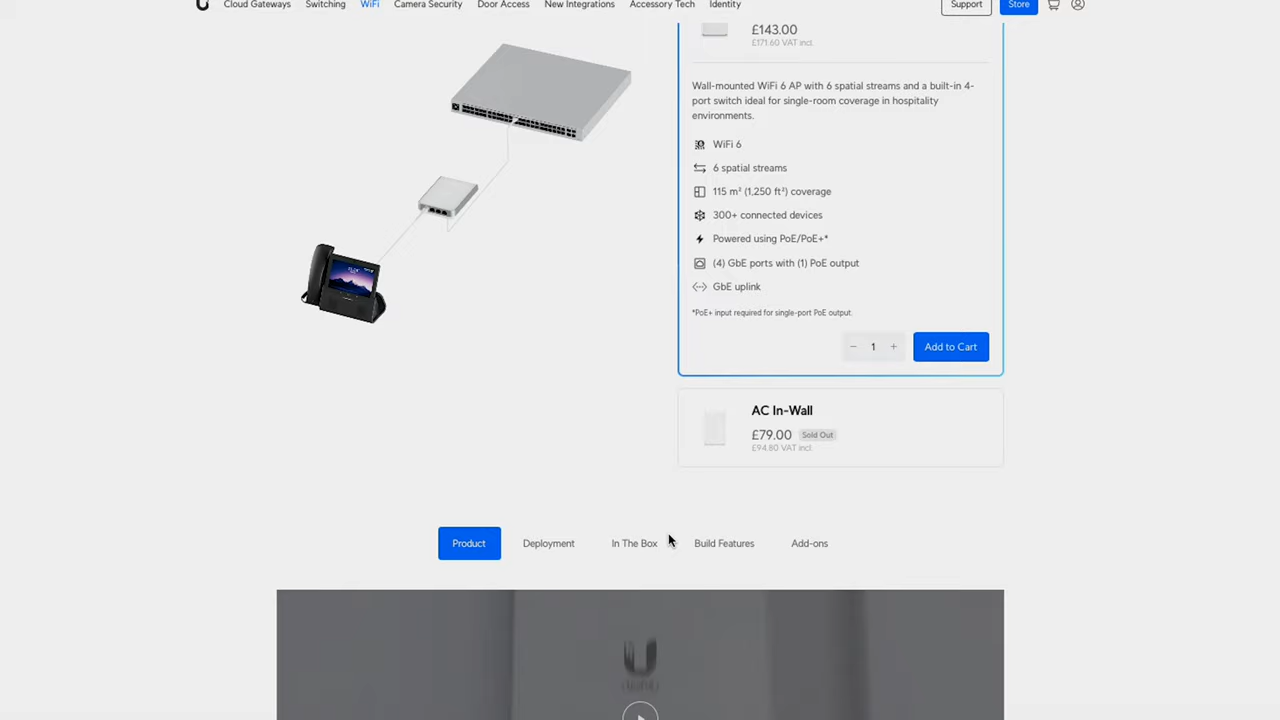 Cloud Gateways Switching WiFi Camera Security Door Access New Integrations Accessory Tech Identity Support Store
£143.00
£171.60 VAT incl.
Wall-mounted WiFi 6 AP with 6 spatial streams and a built-in 4-
port switch ideal for single-room coverage in hospitality
environments.
WiFi 6
6 spatial streams
115 m² (1,250 ft²) coverage
300+ connected devices
Powered using PoE/PoE+*
(4) GbE ports with (1) PoE output
GbE uplink
*PoE+ input required for single-port PoE output.
− 1 + Add to Cart
AC In-Wall
£79.00 Sold Out
£94.80 VAT incl.
Product Deployment In The Box Build Features Add-ons